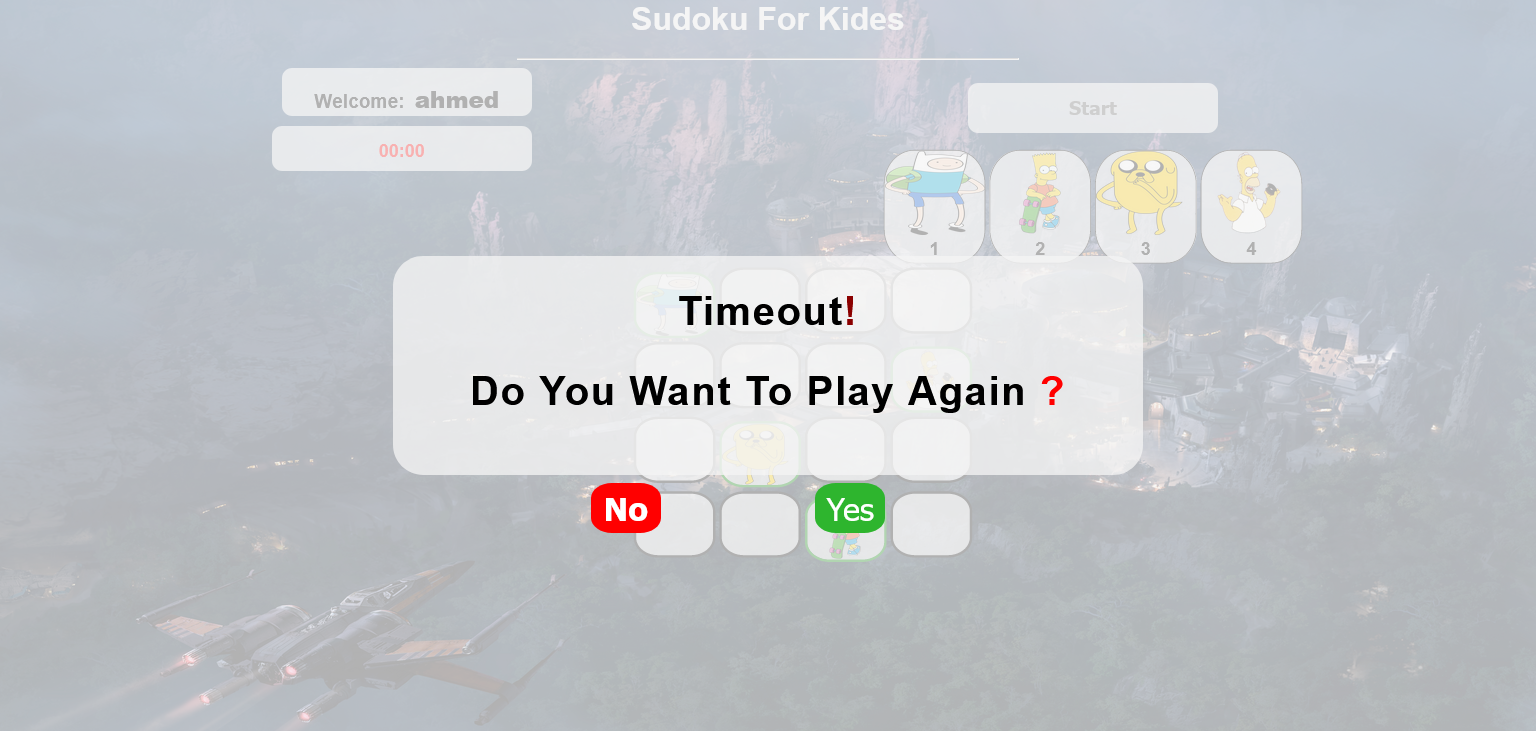 Sudoku For Kides
Welcome: ahmed
00:00
Start
1 2 3 4
Timeout!
Do You Want To Play Again ?
No Yes